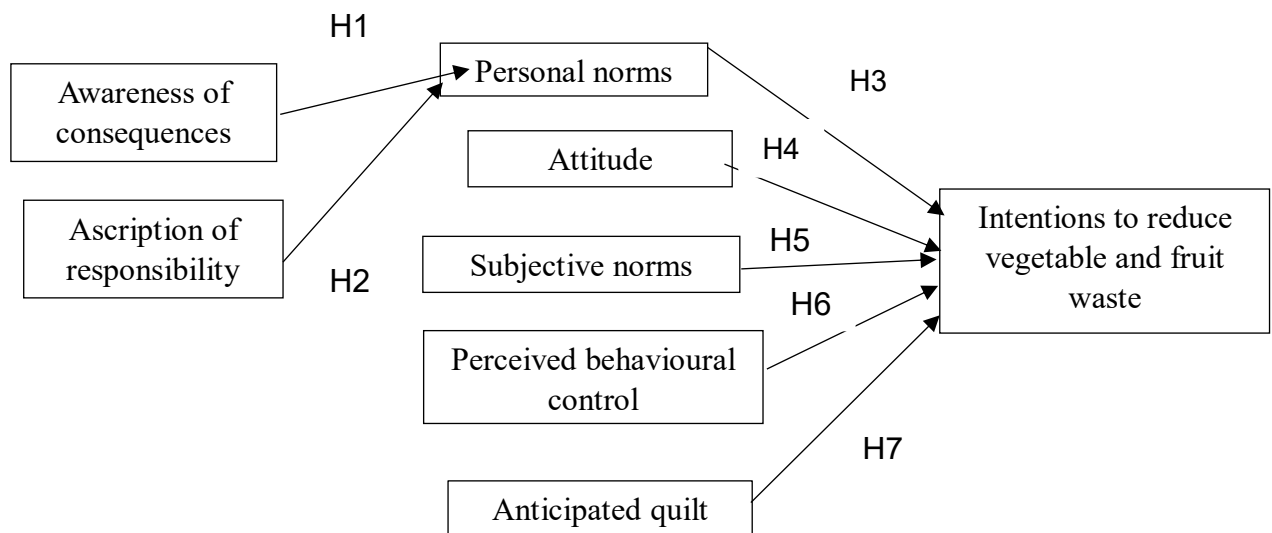 H1
Personal norms
H3
Awareness of
consequences
Attitude
H4
Ascription of
responsibility
H2
Subjective norms
H5
Intentions to reduce
vegetable and fruit
waste
H6
Perceived behavioural
control
H7
Anticipated quilt